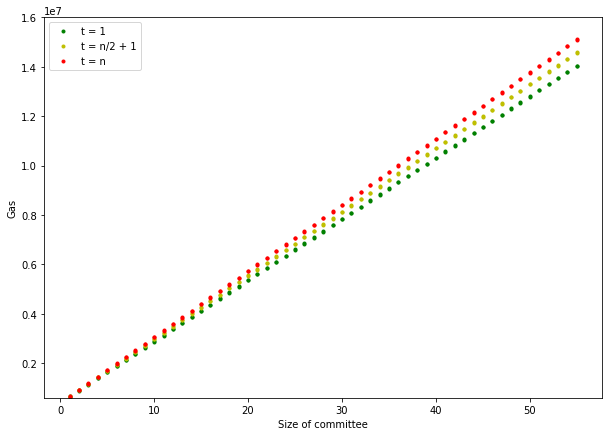 1e7
1.6
1.4
1.2
1.0
0.8
0.6
0.4
0.2
Gas
t = 1
t = n/2 + 1
t = n
0 10 20 30 40 50
Size of committee